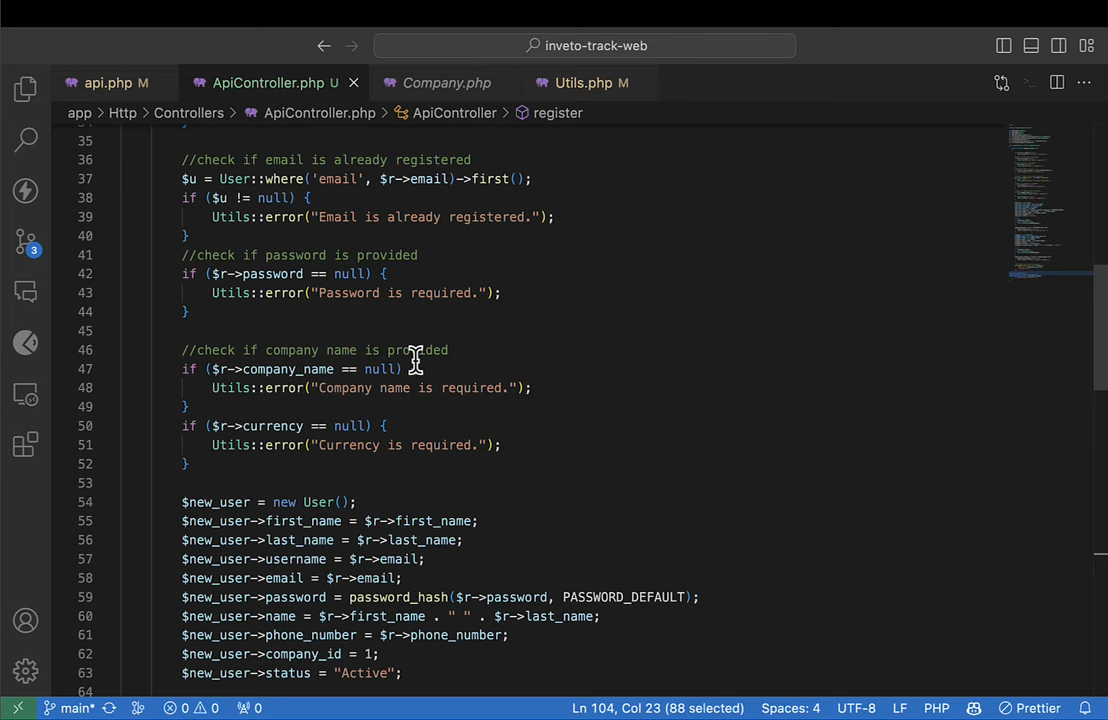 inveto-track-web
api.php M
ApiController.php U
Company.php
Utils.php M
app > Http > Controllers > ApiController.php > ApiController > register
35
36 //check if email is already registered
37 $u = User::where('email', $r->email)->first();
38 if ($u != null) {
39 Utils::error("Email is already registered.");
40 }
41 //check if password is provided
42 if ($r->password == null) {
43 Utils::error("Password is required.");
44 }
45
46 //check if company name is provided
47 if ($r->company_name == null)
48 Utils::error("Company name is required.");
49 }
50 if ($r->currency == null) {
51 Utils::error("Currency is required.");
52 }
53
54 $new_user = new User();
55 $new_user->first_name = $r->first_name;
56 $new_user->last_name = $r->last_name;
57 $new_user->username = $r->email;
58 $new_user->email = $r->email;
59 $new_user->password = password_hash($r->password, PASSWORD_DEFAULT);
60 $new_user->name = $r->first_name . " " . $r->last_name;
61 $new_user->phone_number = $r->phone_number;
62 $new_user->company_id = 1;
63 $new_user->status = "Active";
64
3
main* 0 0 0 Ln 104, Col 23 (88 selected) Spaces: 4 UTF-8 LF PHP Prettier